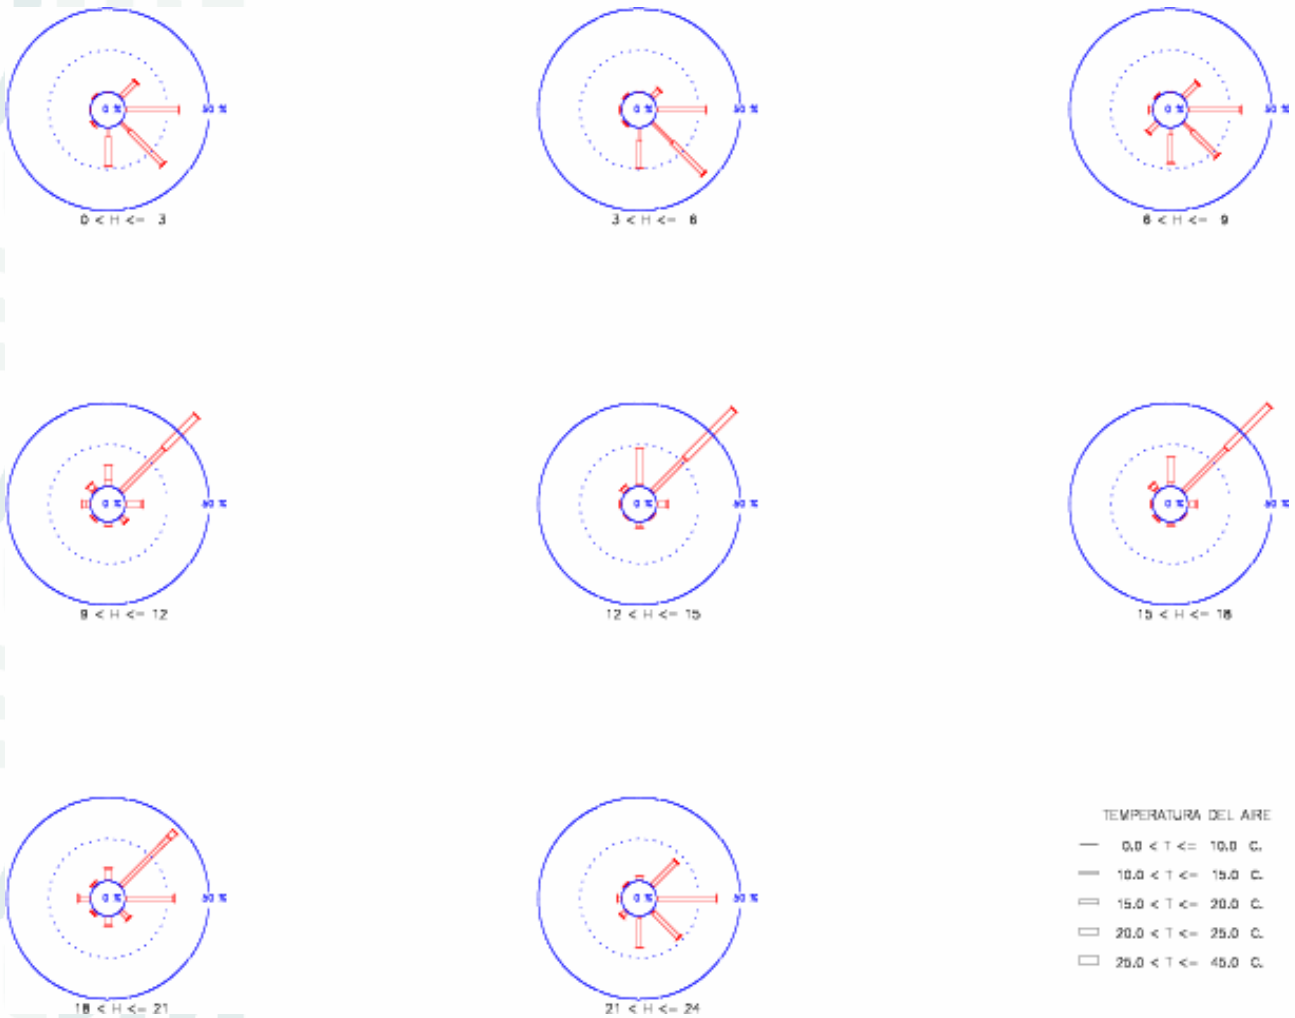 0 % 50 %
0 < H <= 3
0 % 50 %
3 < H <= 6
0 % 50 %
6 < H <= 9
0 % 50 %
9 < H <= 12
0 % 50 %
12 < H <= 15
0 % 50 %
15 < H <= 18
0 % 50 %
18 < H <= 21
0 % 50 %
21 < H <= 24
TEMPERATURA DEL AIRE
0.0 < T <= 10.0 C.
10.0 < T <= 15.0 C.
15.0 < T <= 20.0 C.
20.0 < T <= 25.0 C.
25.0 < T <= 45.0 C.